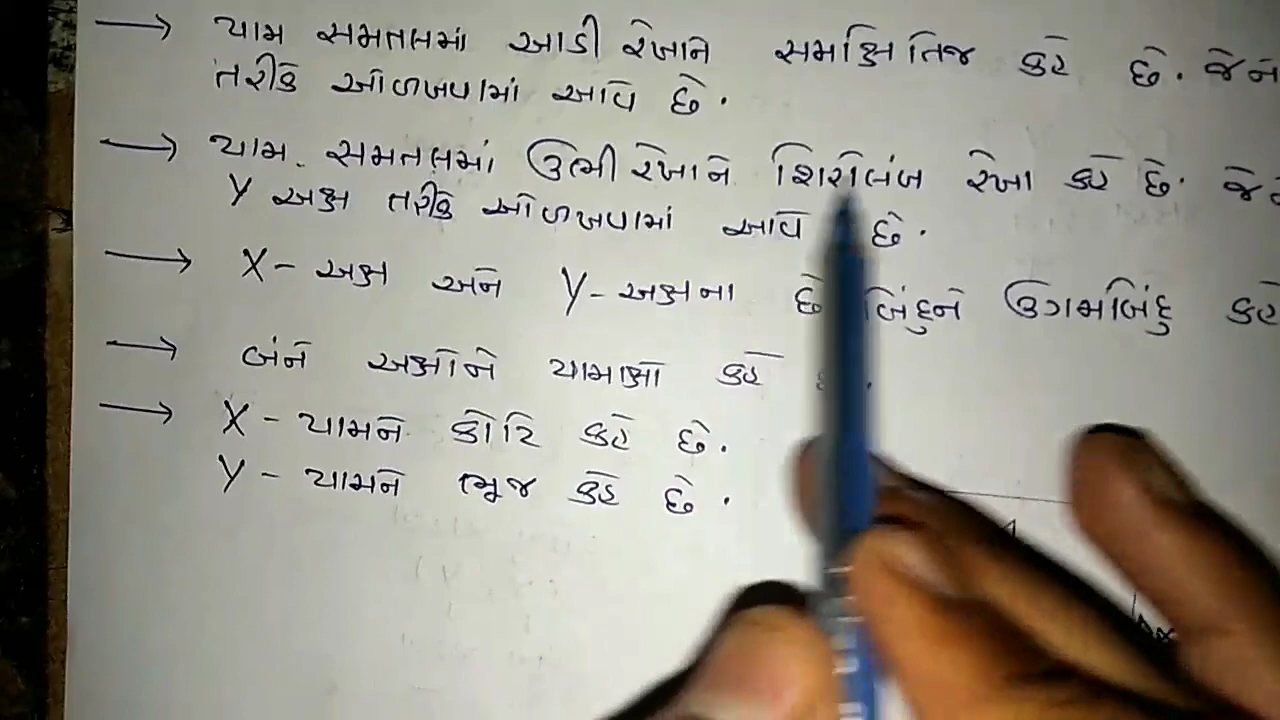 → યામ સમતલમાં આડી રેખાને સમક્ષિતિજ કહે છે. જેને
તરીકે ઓળખવામાં આવે છે.
→ યામ. સમતલમાં ઉભી રેખાને શિરોલંબ રેખા કહે છે. જે
Y અક્ષ તરીકે ઓળખવામાં આવે છે.
→ X - અક્ષ અને Y - અક્ષના છે બિંદુને ઉગમબિંદુ કહે
→ બંને અક્ષોને યામાક્ષો કહે
→ X - યામને કોટિ કહે છે.
Y - યામને ભૂજ કહે છે.